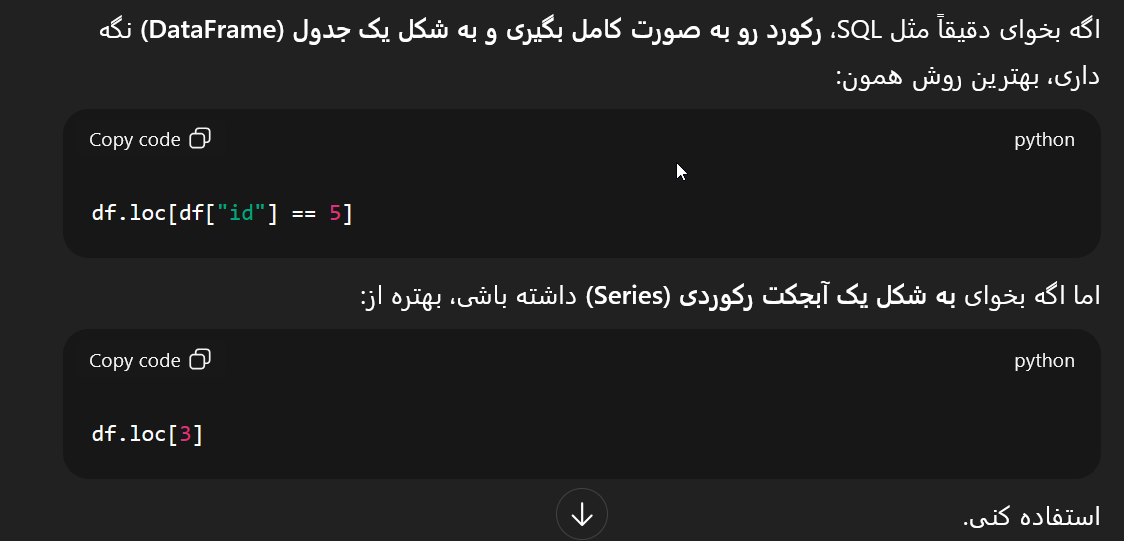 اگه بخوای دقیقاً مثل SQL، رکورد رو به صورت کامل بگیری و به شکل یک جدول (DataFrame) نگه
داری، بهترین روش همون:
Copy code python
df.loc[df["id"] == 5]
اما اگه بخوای به شکل یک آبجکت رکوردی (Series) داشته باشی، بهتره از:
Copy code python
df.loc[3]
استفاده کنی.